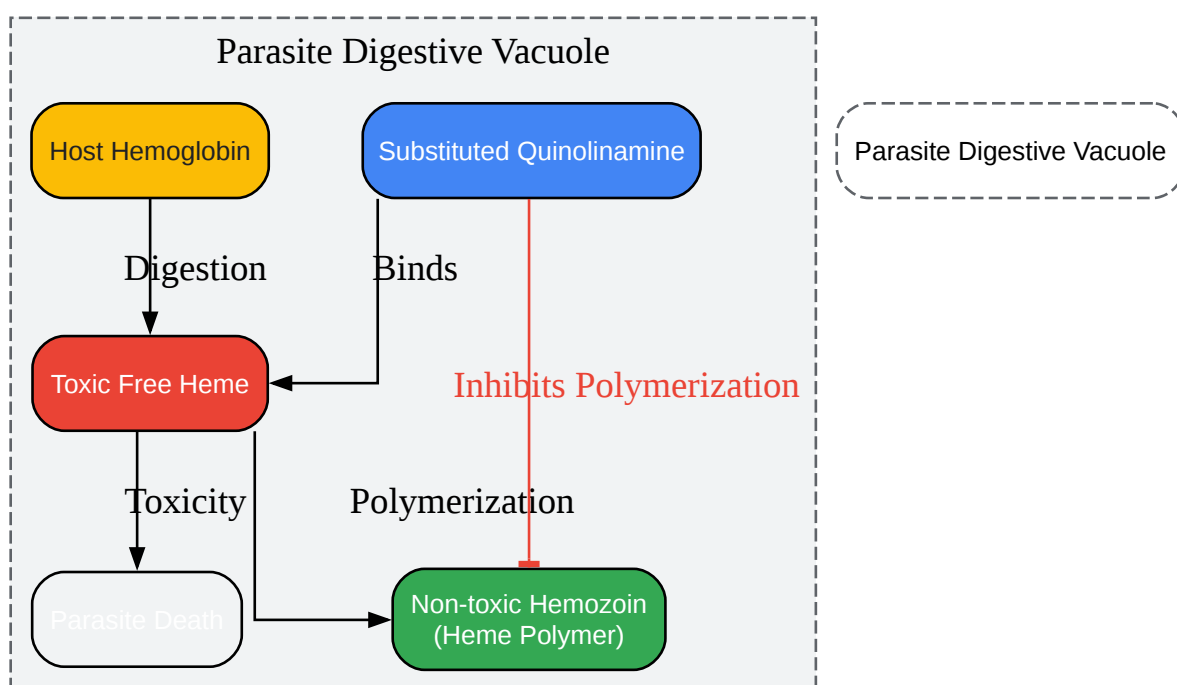 Parasite Digestive Vacuole
Host Hemoglobin
Substituted Quinolinamine
Parasite Digestive Vacuole
Digestion
Binds
Toxic Free Heme
Inhibits Polymerization
Toxicity
Polymerization
Parasite Death
Non-toxic Hemozoin
(Heme Polymer)